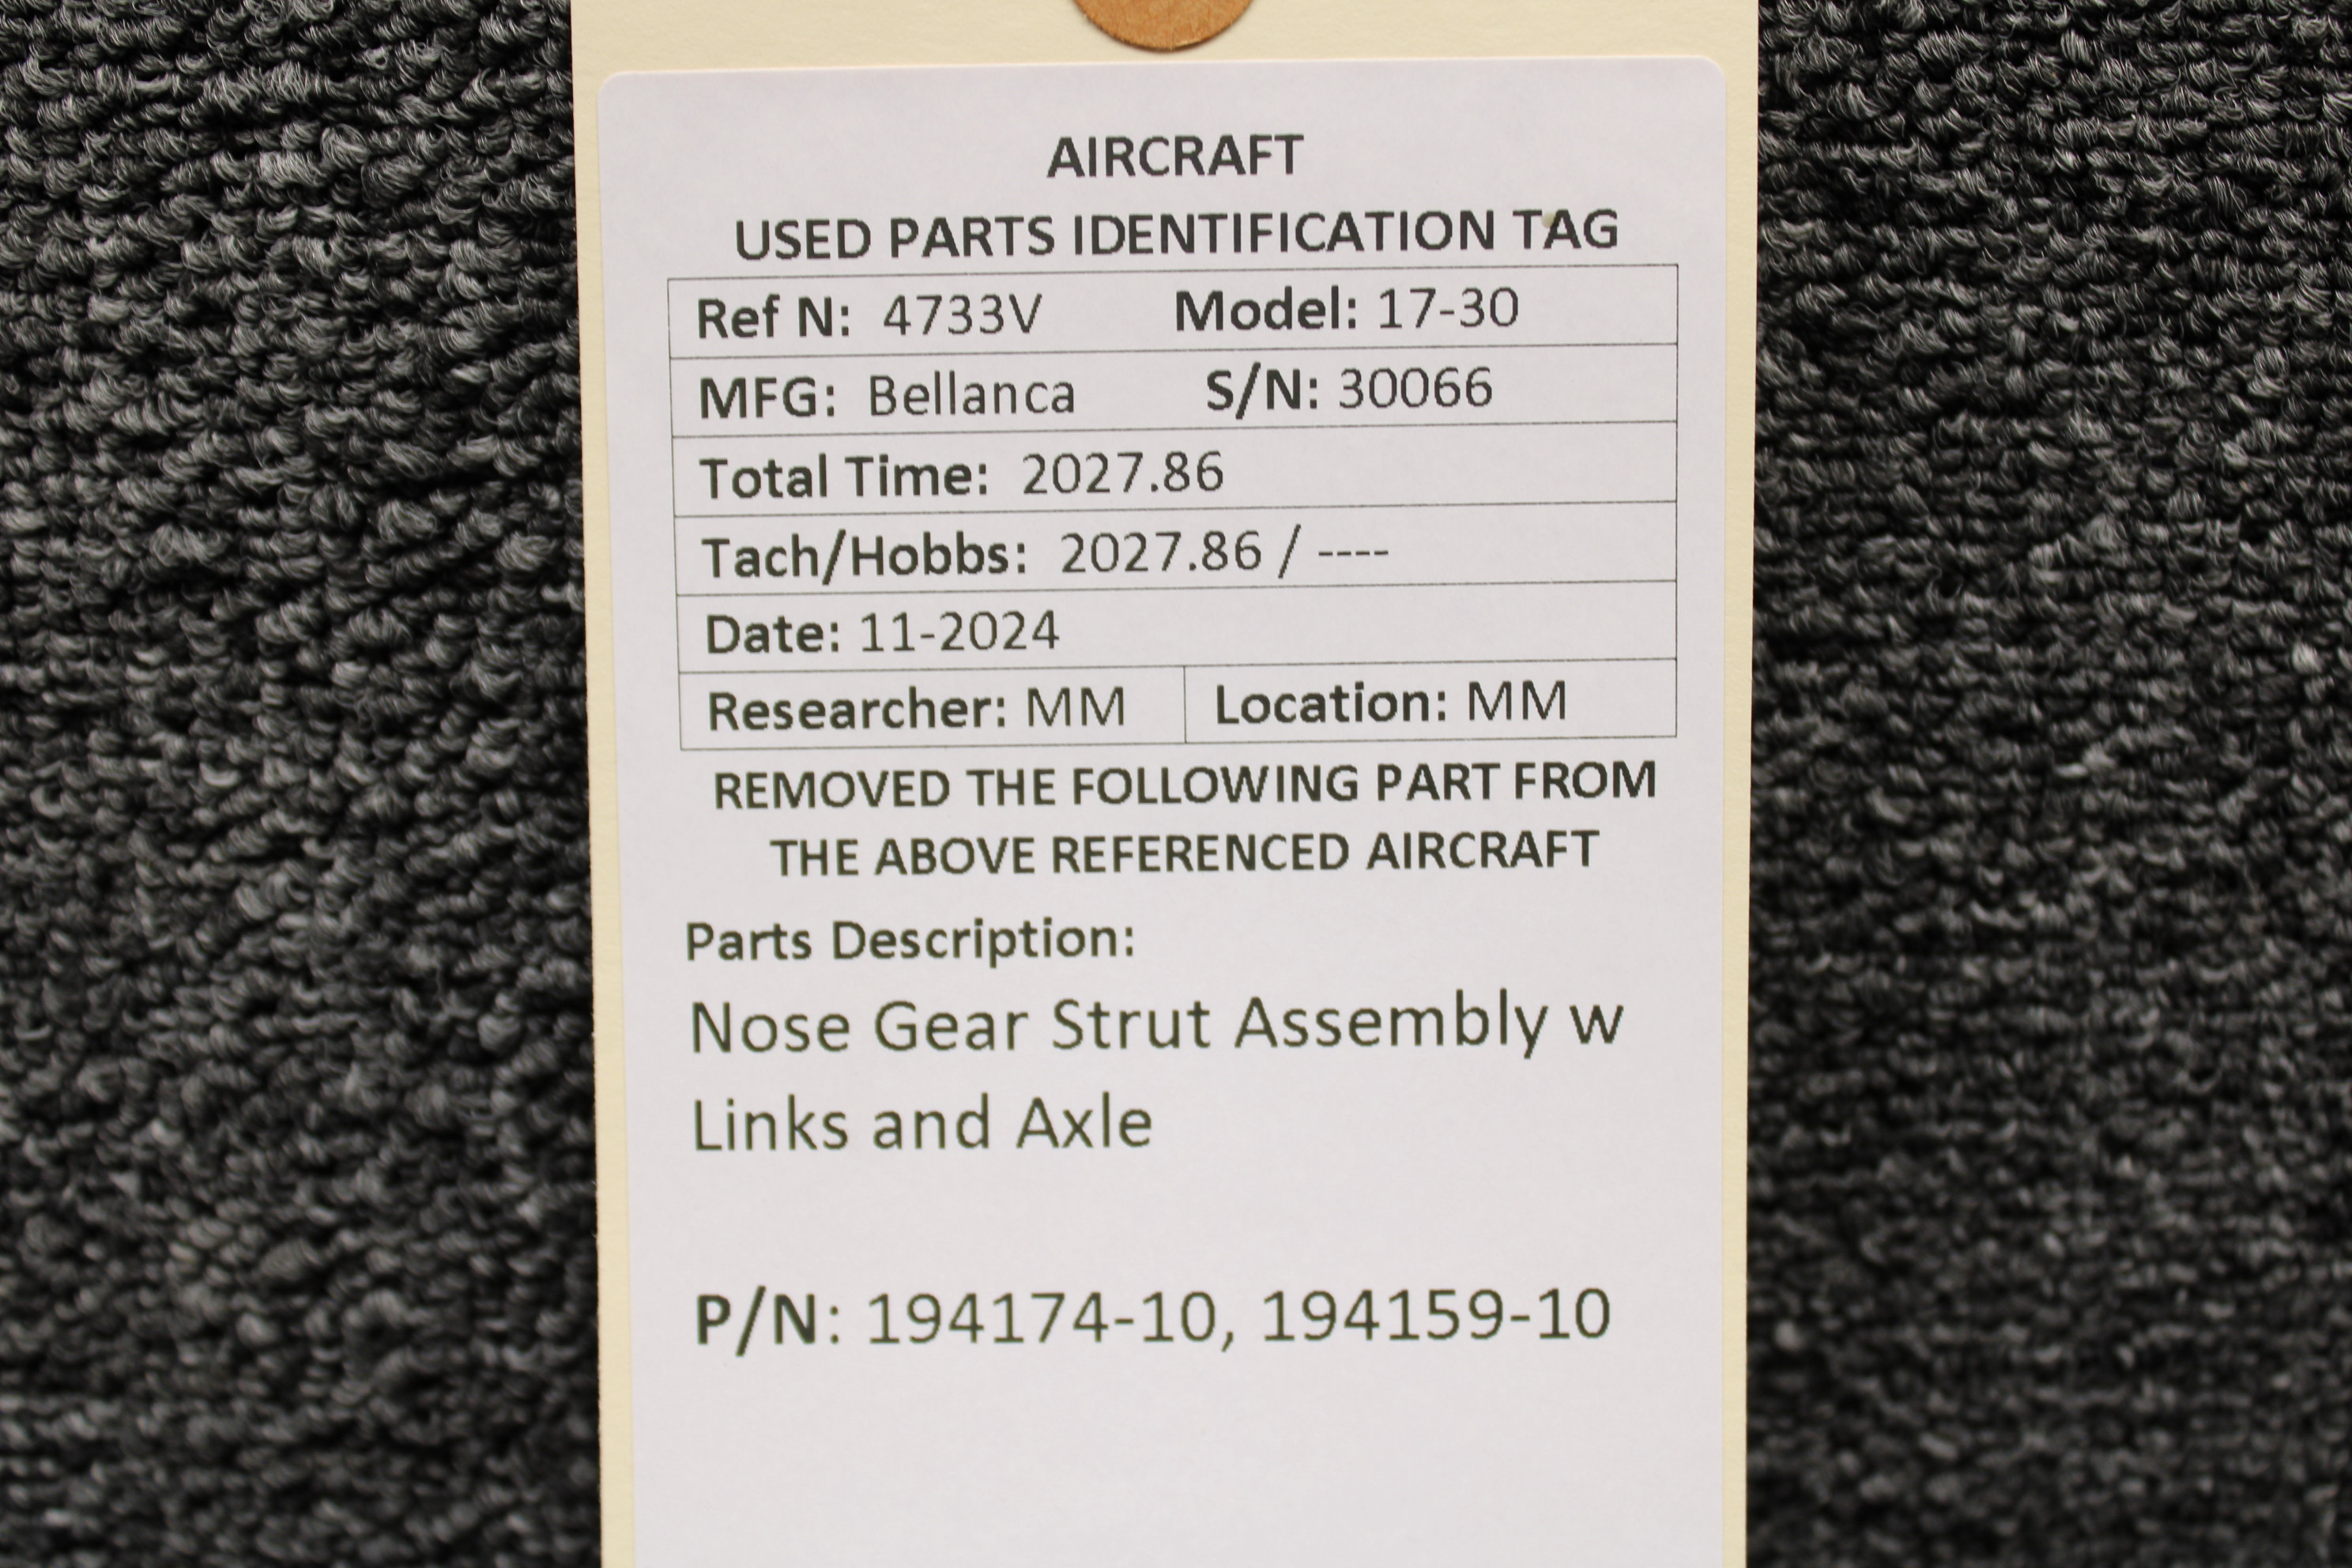 AIRCRAFT
USED PARTS IDENTIFICATION TAG
Ref N: 4733V Model: 17-30
MFG: Bellanca S/N: 30066
Total Time: 2027.86
Tach/Hobbs: 2027.86 / ----
Date: 11-2024
Researcher: MM Location: MM
REMOVED THE FOLLOWING PART FROM
THE ABOVE REFERENCED AIRCRAFT
Parts Description:
Nose Gear Strut Assembly w
Links and Axle
P/N: 194174-10, 194159-10